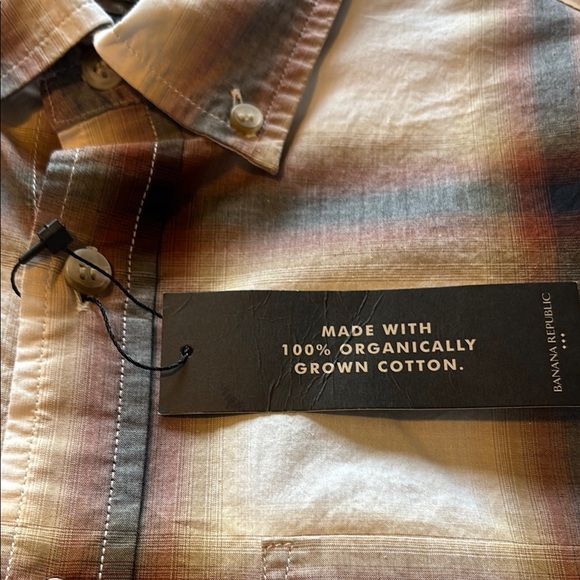 MADE WITH
100% ORGANICALLY
GROWN COTTON.
BANANA REPUBLIC